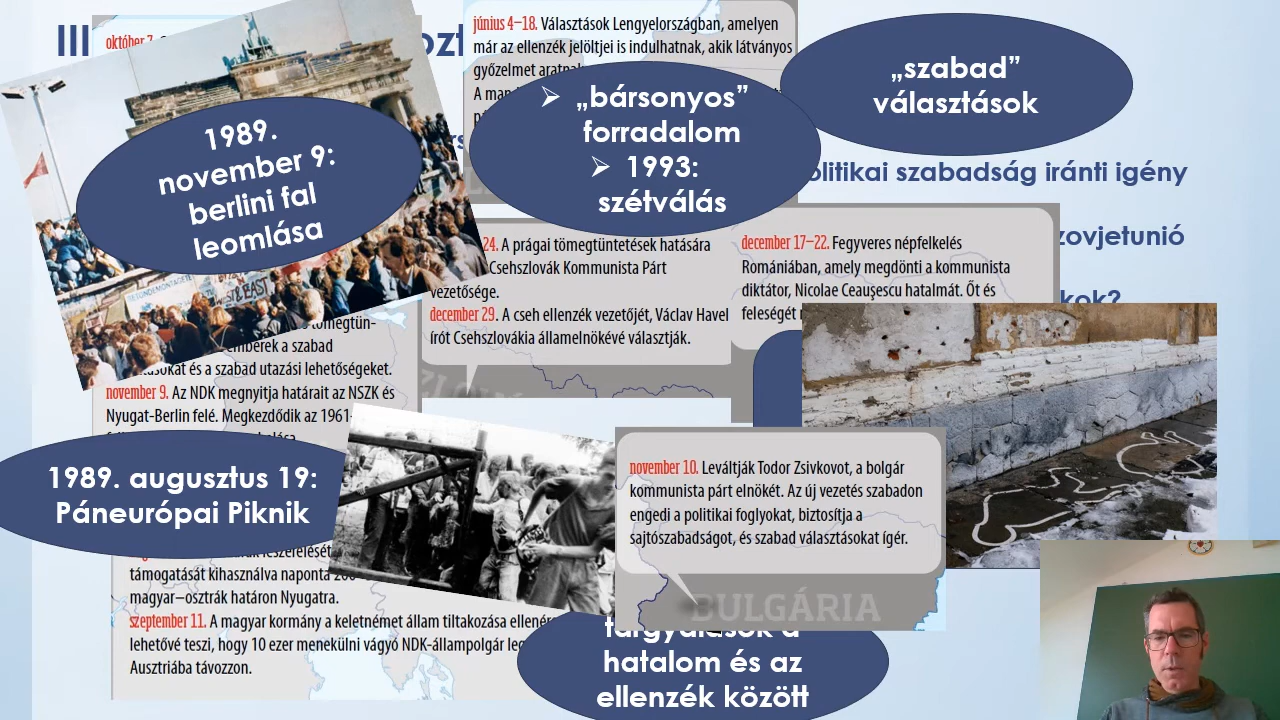 III
október 7.
1989.
november 9:
berlini fal
leomlása
június 4–18. Választások Lengyelországban, amelyen
már az ellenzék jelöltjei is indulhatnak, akik látványos
győzelmet
„bársonyos”
forradalom
1993:
szétválás
„szabad”
választások
politikai szabadság iránti igény
24. A prágai tömegtüntetések hatására
Csehszlovák Kommunista Párt
vezetősége.
december 29. A cseh ellenzék vezetőjét, Václav Havel
írót Csehszlovákia államelnökévé választják.
december 17–22. Fegyveres népfelkelés
Romániában, amely megdönti a kommunista
diktátor, Nicolae Ceaușescu hatalmát. Őt és
feleségét
a szabad
és a szabad utazási lehetőségeket.
november 9. Az NDK megnyitja határait az NSZK és
Nyugat-Berlin felé. Megkezdődik az 1961-
1989. augusztus 19:
Páneurópai Piknik
támogatását kihasználva naponta
magyar–osztrák határon Nyugatra.
szeptember 11. A magyar kormány a keletnémet állam tiltakozása
lehetővé teszi, hogy 10 ezer menekülni vágyó NDK-állampolgár
Ausztriába távozzon.
november 10. Leváltják Todor Zsivkovot, a bolgár
kommunista párt elnökét. Az új vezetés szabadon
engedi a politikai foglyokat, biztosítja a
sajtószabadságot, és szabad választásokat ígér.
BULGÁRIA
tárgyalások a
hatalom és az
ellenzék között